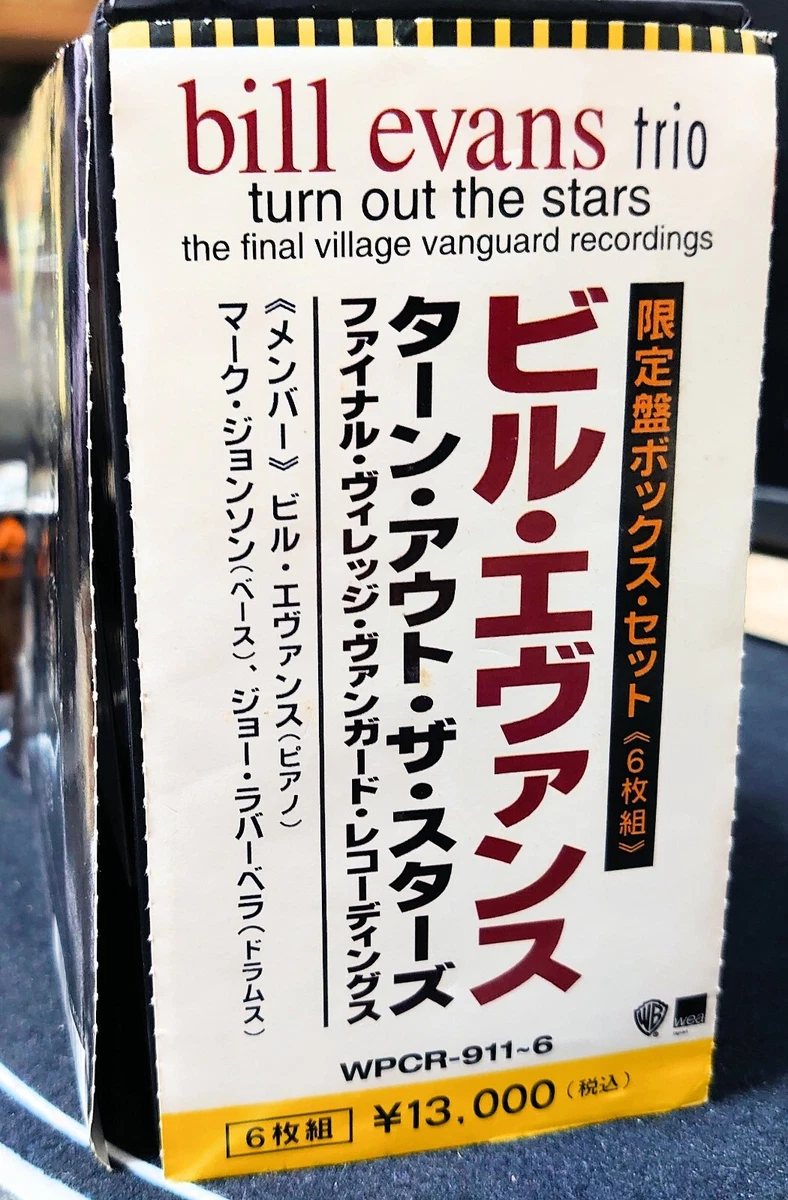 bill evans trio
turn out the stars
the final village vanguard recordings
限定盤ボックス・セット《6枚組》
ビル・エヴァンス
ターン・アウト・ザ・スターズ
ファイナル・ヴィレッジ・ヴァンガード・レコーディングス
《メンバー》 ビル・エヴァンス(ピアノ)
マーク・ジョンソン(ベース)、ジョー・ラバーベラ(ドラムス)
WB wea
WPCR-911~6
6枚組 ¥13,000(税込)